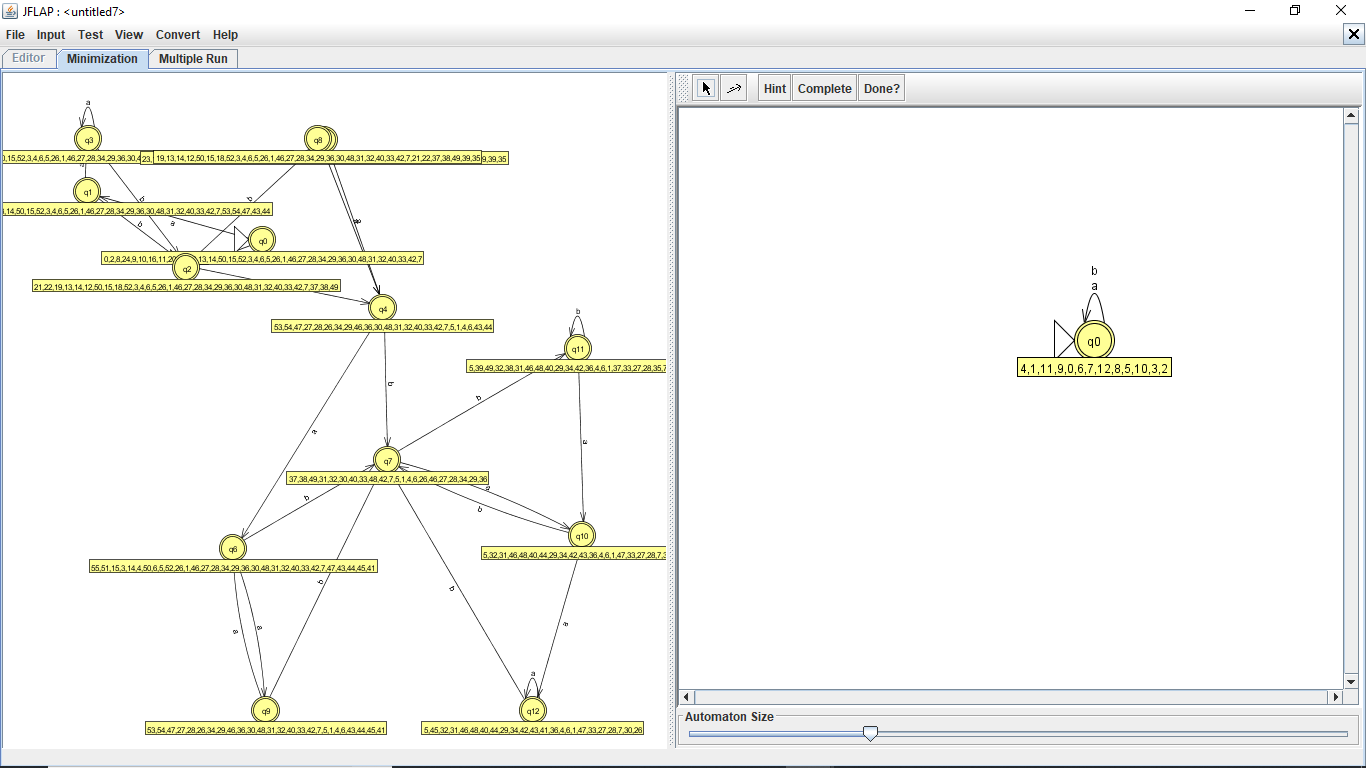 JFLAP : <untitled7>
File Input Test View Convert Help
Editor Minimization Multiple Run
Hint Complete Done?
a
q3
q8
0,15,52,3,4,6,5,26,1,46,27,28,34,29,36,30,4
23,
19,13,14,12,50,15,18,52,3,4,6,5,26,1,46,27,28,34,29,36,30,48,31,32,40,33,42,7,21,22,37,38,49,39,35
9,39,35
q1
,14,50,15,52,3,4,6,5,26,1,46,27,28,34,29,36,30,48,31,32,40,33,42,7,53,54,47,43,44
b
b
b
a
q0
0,2,8,24,9,10,16,11,20
13,14,50,15,52,3,4,6,5,26,1,46,27,28,34,29,36,30,48,31,32,40,33,42,7
q2
21,22,19,13,14,12,50,15,18,52,3,4,6,5,26,1,46,27,28,34,29,36,30,48,31,32,40,33,42,7,37,38,49
q4
53,54,47,27,28,26,34,29,46,36,30,48,31,32,40,33,42,7,5,1,4,6,43,44
b
q11
5,39,49,32,38,31,46,48,40,29,34,42,36,4,6,1,37,33,27,28,35,7
b
b
a
a
q7
37,38,49,31,32,30,40,33,48,42,7,5,1,4,6,26,46,27,28,34,29,36
b
a
b
q10
5,32,31,46,48,40,44,29,34,42,43,36,4,6,1,47,33,27,28,7,3
q6
55,51,15,3,14,4,50,6,5,52,26,1,46,27,28,34,29,36,30,48,31,32,40,33,42,7,47,43,44,45,41
b
b
a
a
a
a
q9
53,54,47,27,28,26,34,29,46,36,30,48,31,32,40,33,42,7,5,1,4,6,43,44,45,41
q12
5,45,32,31,46,48,40,44,29,34,42,43,41,36,4,6,1,47,33,27,28,7,30,26
b
a
q0
4,1,11,9,0,6,7,12,8,5,10,3,2
Automaton Size